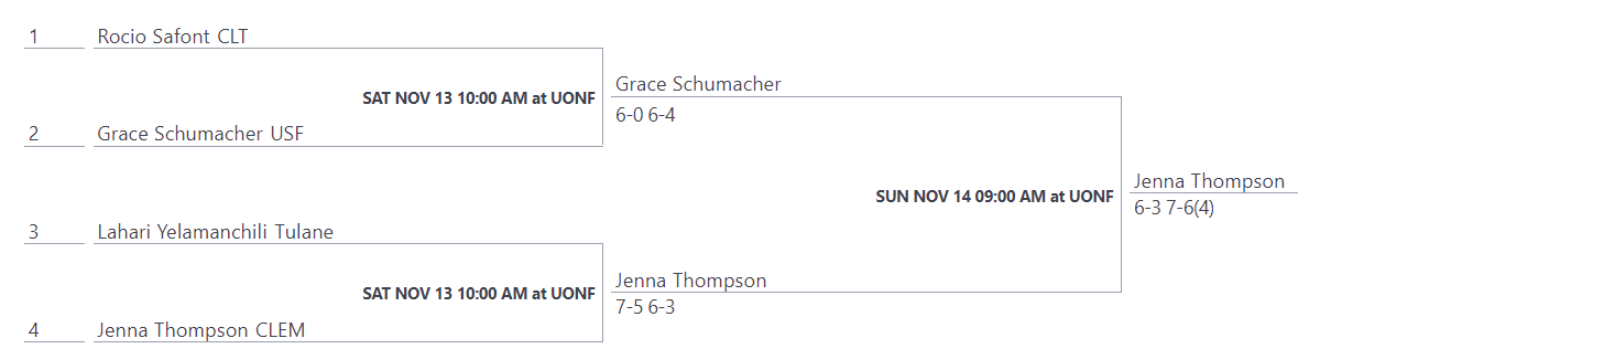 1 Rocio Safont CLT
SAT NOV 13 10:00 AM at UONF
2 Grace Schumacher USF
Grace Schumacher
6-0 6-4
3 Lahari Yelamanchili Tulane
SAT NOV 13 10:00 AM at UONF
4 Jenna Thompson CLEM
Jenna Thompson
7-5 6-3
SUN NOV 14 09:00 AM at UONF
Jenna Thompson
6-3 7-6(4)